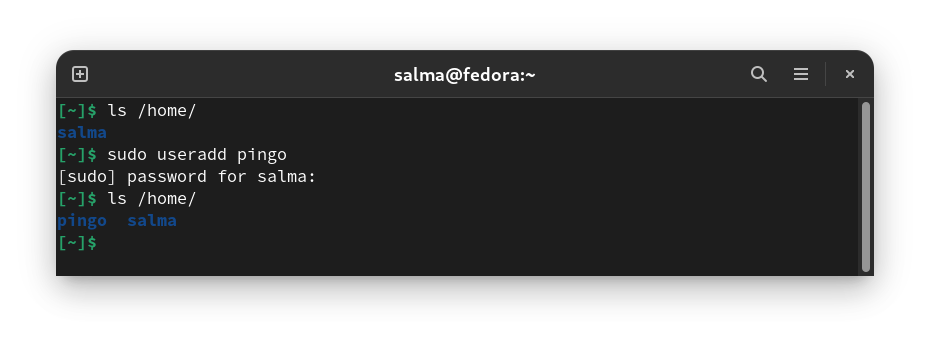 salma@fedora:~
[~]$ ls /home/
salma
[~]$ sudo useradd pingo
[sudo] password for salma:
[~]$ ls /home/
pingo  salma
[~]$